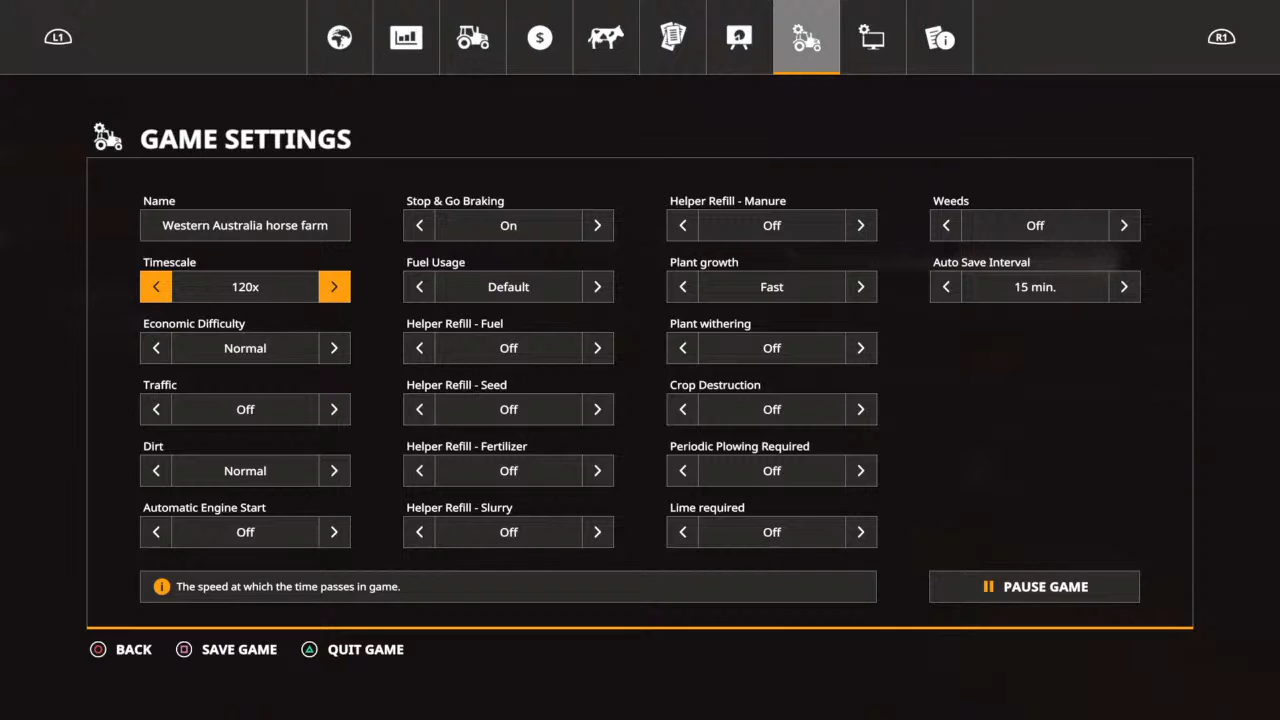 L1
R1
GAME SETTINGS
Name
Western Australia horse farm
Timescale
120x
Economic Difficulty
Normal
Traffic
Off
Dirt
Normal
Automatic Engine Start
Off
Stop & Go Braking
On
Fuel Usage
Default
Helper Refill - Fuel
Off
Helper Refill - Seed
Off
Helper Refill - Fertilizer
Off
Helper Refill - Slurry
Off
Helper Refill - Manure
Off
Plant growth
Fast
Plant withering
Off
Crop Destruction
Off
Periodic Plowing Required
Off
Lime required
Off
Weeds
Off
Auto Save Interval
15 min.
The speed at which the time passes in game.
PAUSE GAME
BACK
SAVE GAME
QUIT GAME